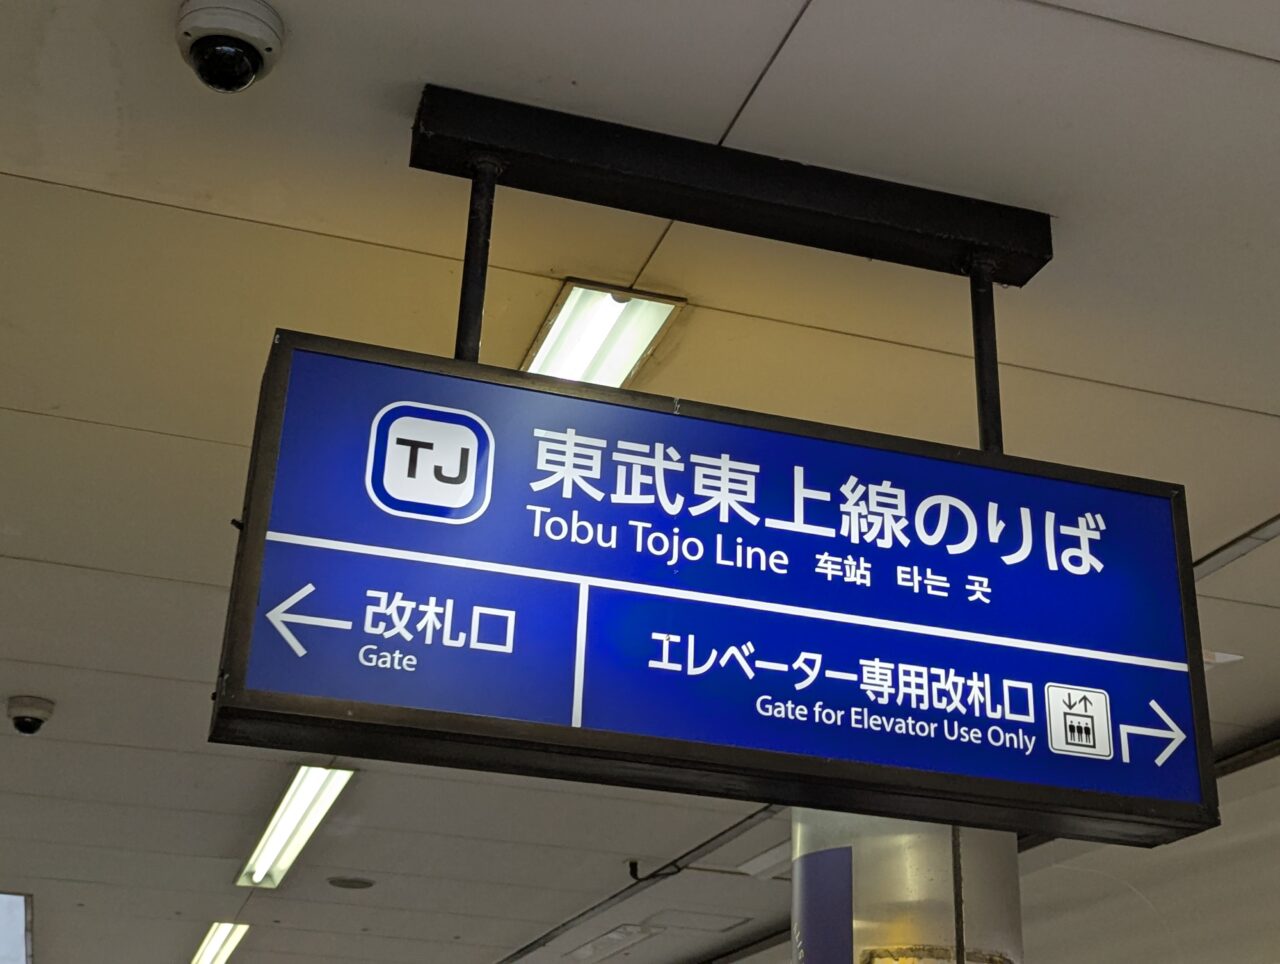 TJ
東武東上線のりば
Tobu Tojo Line 车站 타는 곳
改札口
Gate
エレベーター専用改札口
Gate for Elevator Use Only